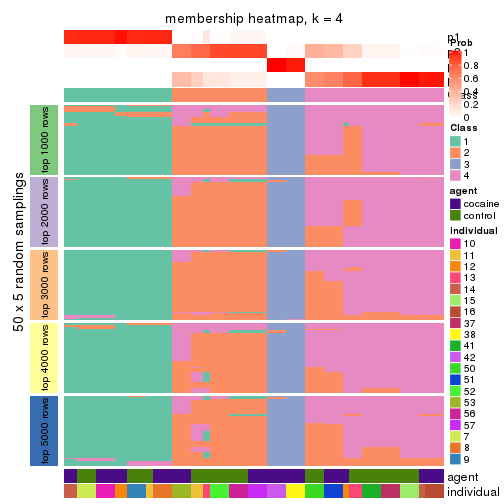 membership heatmap, k = 4
p1
Prob
1
0.8
0.6
0.4
0.2
0
Class
1
2
3
4
agent
cocaine
control
individual
10
11
12
13
14
15
16
37
38
41
42
50
51
52
53
56
57
7
8
9
50 x 5 random samplings
top 1000 rows
top 2000 rows
top 3000 rows
top 4000 rows
top 5000 rows
agent
individual